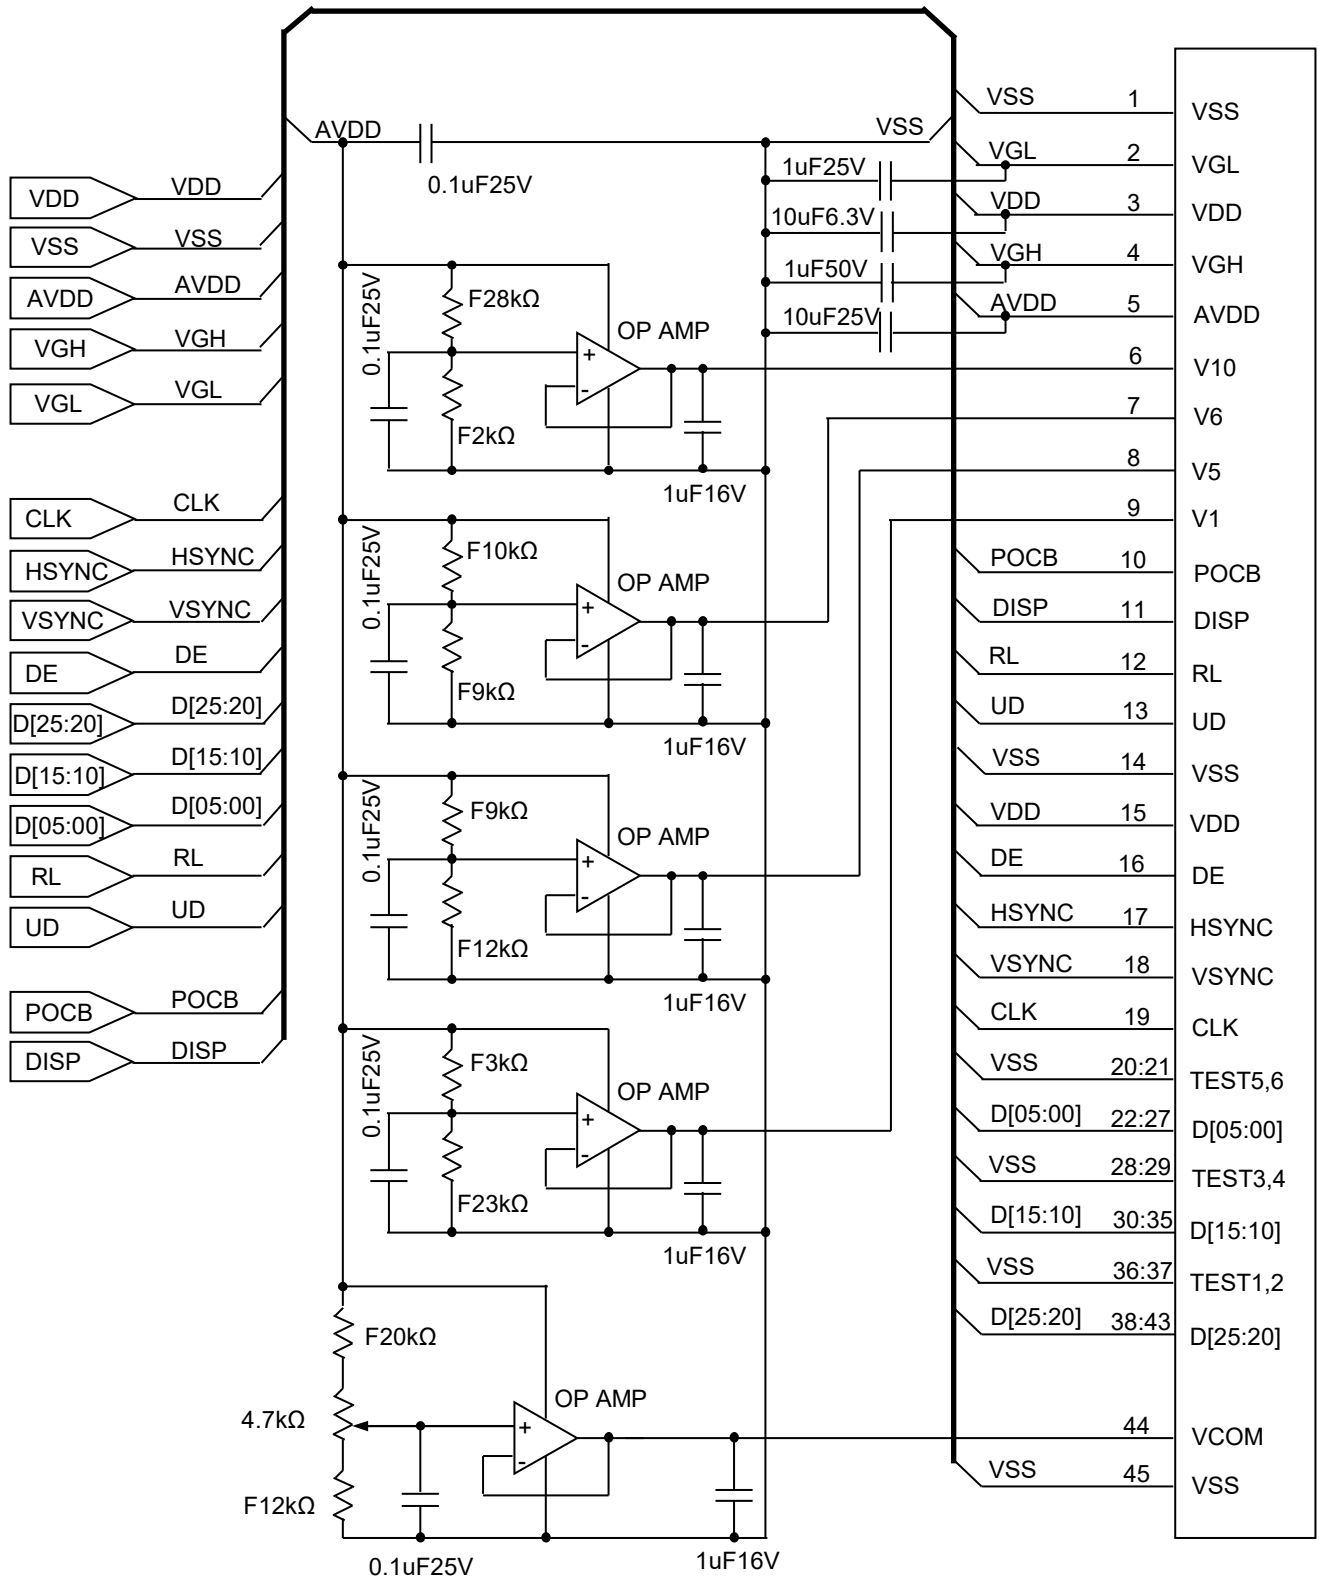 VDD VDD
VSS VSS
AVDD AVDD
VGH VGH
VGL VGL
CLK CLK
HSYNC HSYNC
VSYNC VSYNC
DE DE
D[25:20] D[25:20]
D[15:10] D[15:10]
D[05:00] D[05:00]
RL RL
UD UD
POCB POCB
DISP DISP
AVDD
0.1uF25V
VSS
1uF25V
10uF6.3V
1uF50V
10uF25V
0.1uF25V
F28kΩ
OP AMP
+
-
F2kΩ
1uF16V
0.1uF25V
F10kΩ
OP AMP
+
-
F9kΩ
1uF16V
0.1uF25V
F9kΩ
OP AMP
+
-
F12kΩ
1uF16V
0.1uF25V
F3kΩ
OP AMP
+
-
F23kΩ
1uF16V
F20kΩ
4.7kΩ
OP AMP
+
-
F12kΩ
0.1uF25V
1uF16V
VSS 1 VSS
VGL 2 VGL
VDD 3 VDD
VGH 4 VGH
AVDD 5 AVDD
6 V10
7 V6
8 V5
9 V1
POCB 10 POCB
DISP 11 DISP
RL 12 RL
UD 13 UD
VSS 14 VSS
VDD 15 VDD
DE 16 DE
HSYNC 17 HSYNC
VSYNC 18 VSYNC
CLK 19 CLK
VSS 20:21 TEST5,6
D[05:00] 22:27 D[05:00]
VSS 28:29 TEST3,4
D[15:10] 30:35 D[15:10]
VSS 36:37 TEST1,2
D[25:20] 38:43 D[25:20]
44 VCOM
VSS 45 VSS